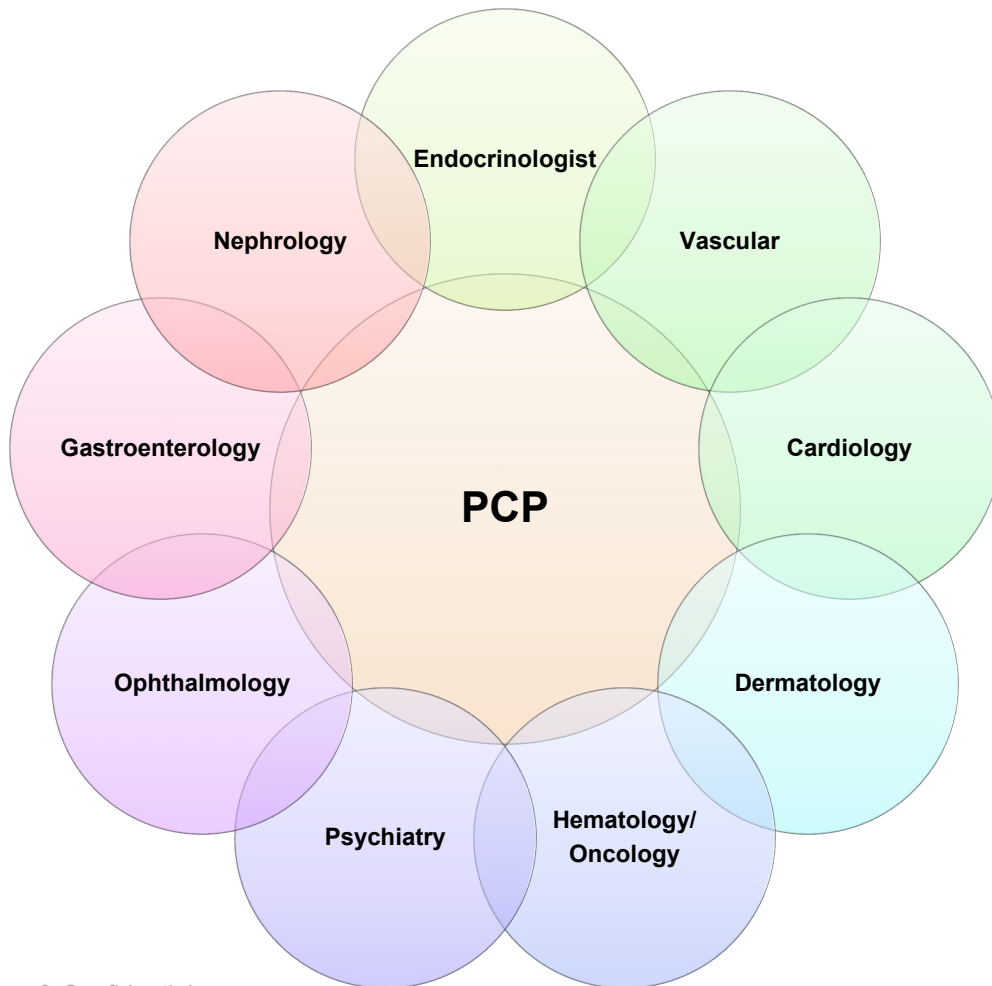 Endocrinologist
Nephrology
Vascular
Gastroenterology
Cardiology
PCP
Ophthalmology
Dermatology
Psychiatry
Hematology/
Oncology